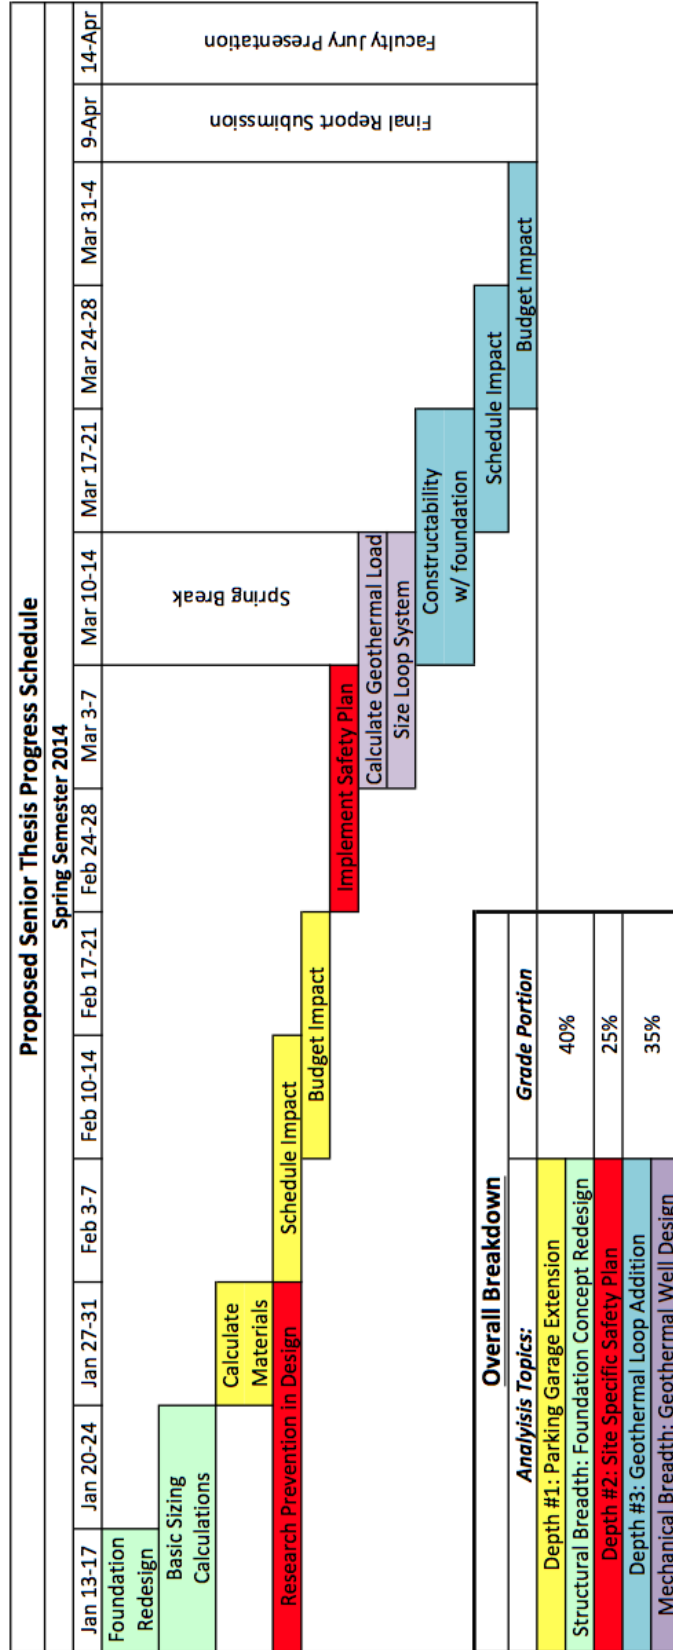 Proposed Senior Thesis Progress Schedule
Spring Semester 2014
Jan 13-17
Jan 20-24
Jan 27-31
Feb 3-7
Feb 10-14
Feb 17-21
Feb 24-28
Mar 3-7
Mar 10-14
Mar 17-21
Mar 24-28
Mar 31-4
9-Apr
14-Apr
Foundation
Redesign
Basic Sizing
Calculations
Calculate
Materials
Research Prevention in Design
Schedule Impact
Budget Impact
Implement Safety Plan
Spring Break
Calculate Geothermal Load
Size Loop System
Constructability
w/ foundation
Schedule Impact
Budget Impact
Final Report Subimssion
Faculty Jury Presentation
Overall Breakdown
Analyisis Topics:
Grade Portion
Depth #1: Parking Garage Extension
Structural Breadth: Foundation Concept Redesign
40%
Depth #2: Site Specific Safety Plan
25%
Depth #3: Geothermal Loop Addition
Mechanical Breadth: Geothermal Well Design
35%